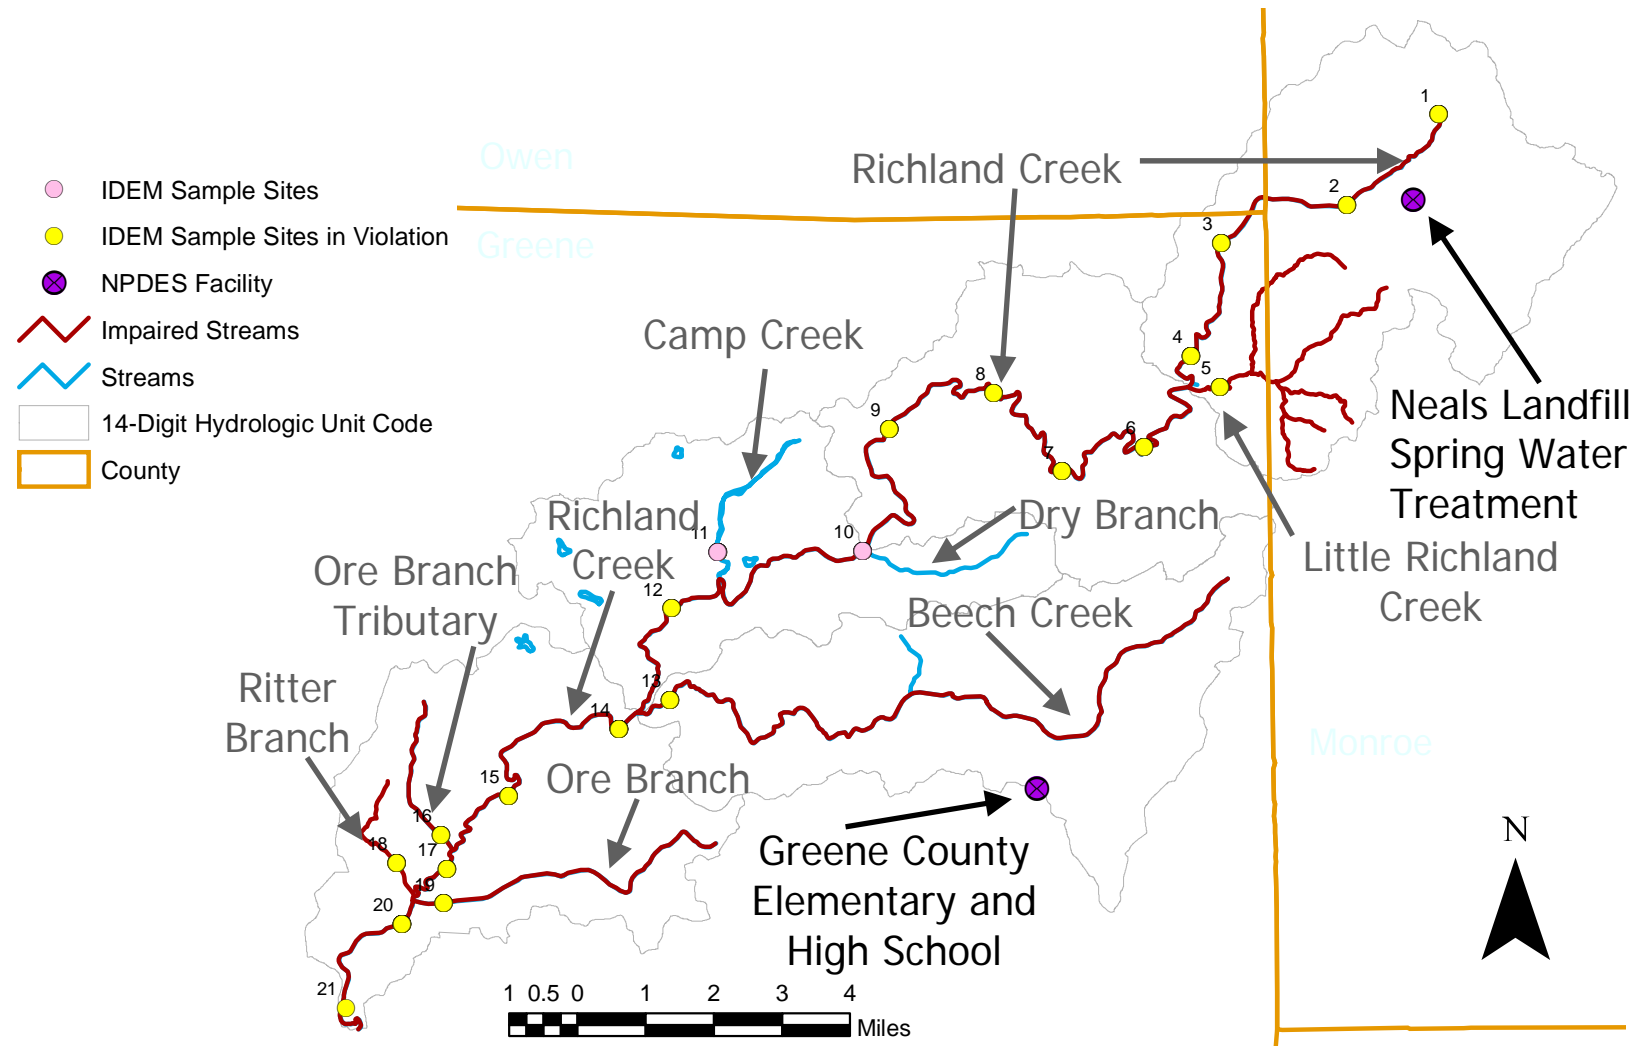 IDEM Sample Sites
IDEM Sample Sites in Violation
NPDES Facility
Impaired Streams
Streams
14-Digit Hydrologic Unit Code
County
Owen
Greene
Monroe
Richland Creek
1
2
3
4
5
6
7
8
9
10
11
12
13
14
15
16
17
18
19
20
21
Camp Creek
Neals Landfill
Spring Water
Treatment
Richland
Creek
Dry Branch
Little Richland
Creek
Ore Branch
Tributary
Beech Creek
Ritter
Branch
Ore Branch
Greene County
Elementary and
High School
N
1 0.5 0 1 2 3 4
Miles